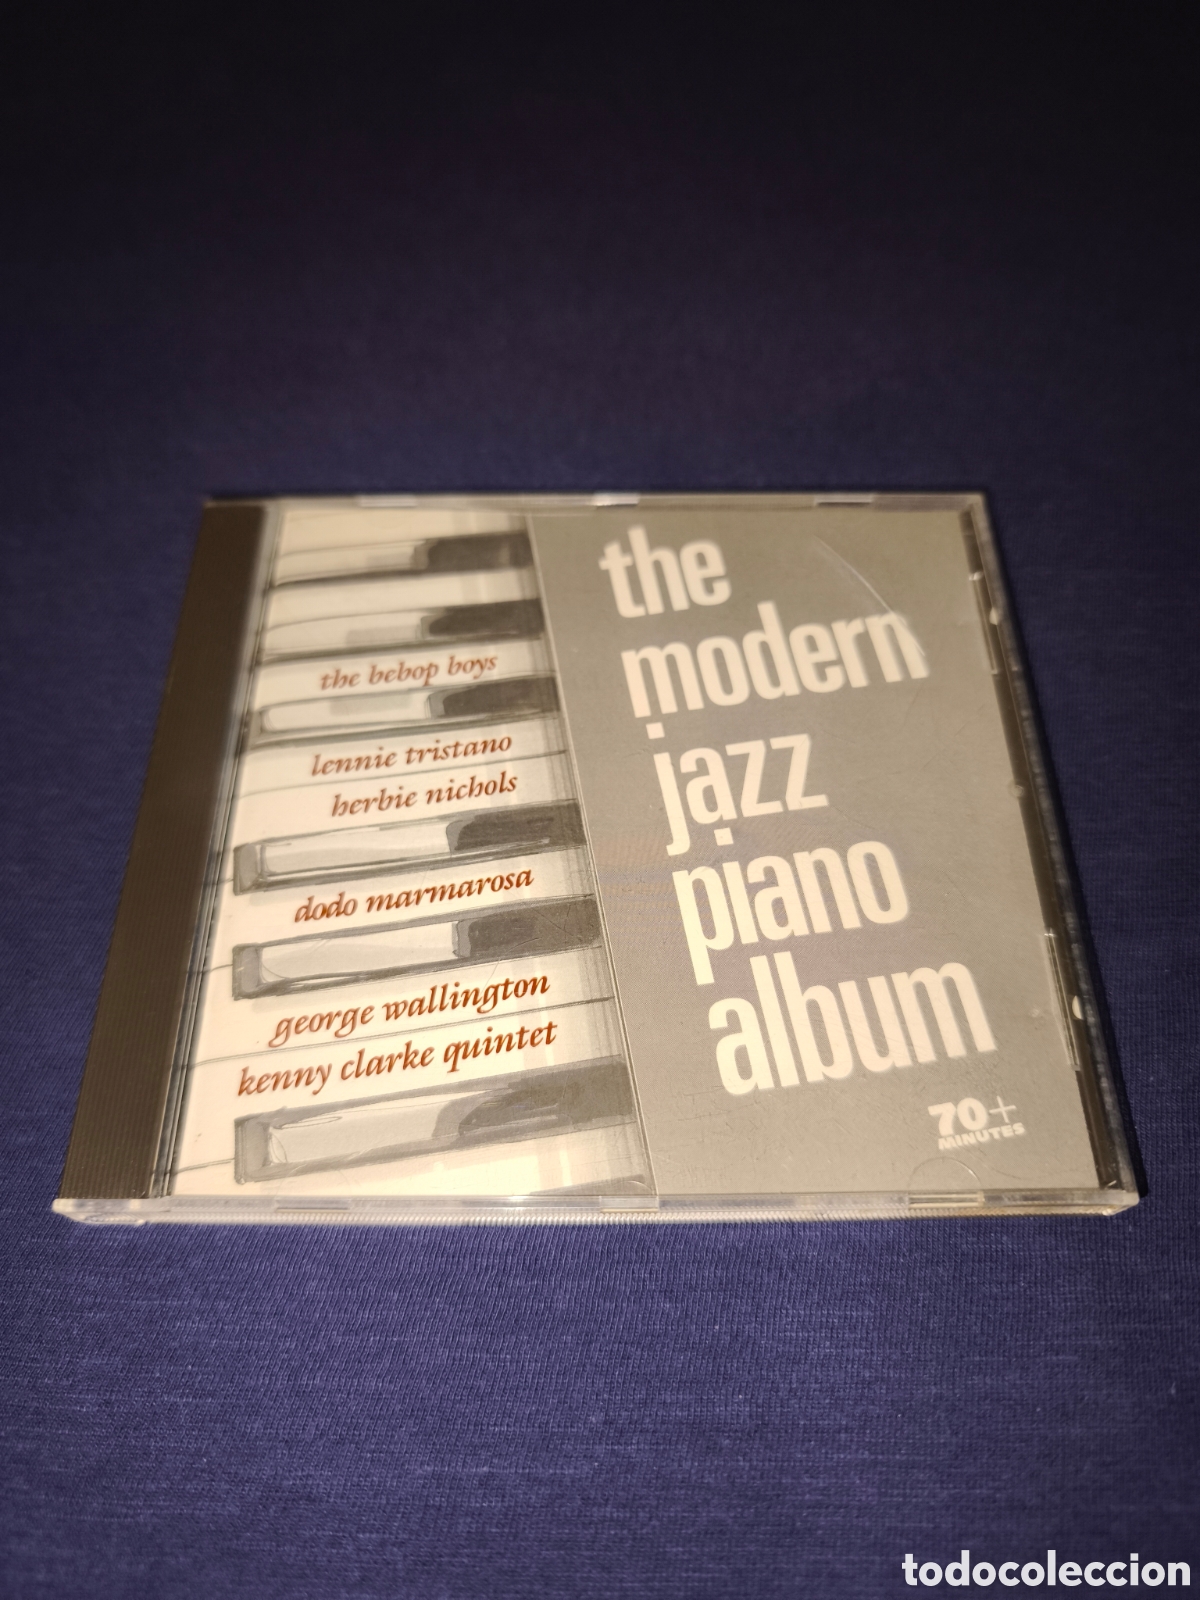 the bebop boys
lennie tristano
herbie nichols
dodo marmarosa
george wallington
kenny clarke quintet
the
modern
jazz
piano
album
70+
MINUTES
todocoleccion